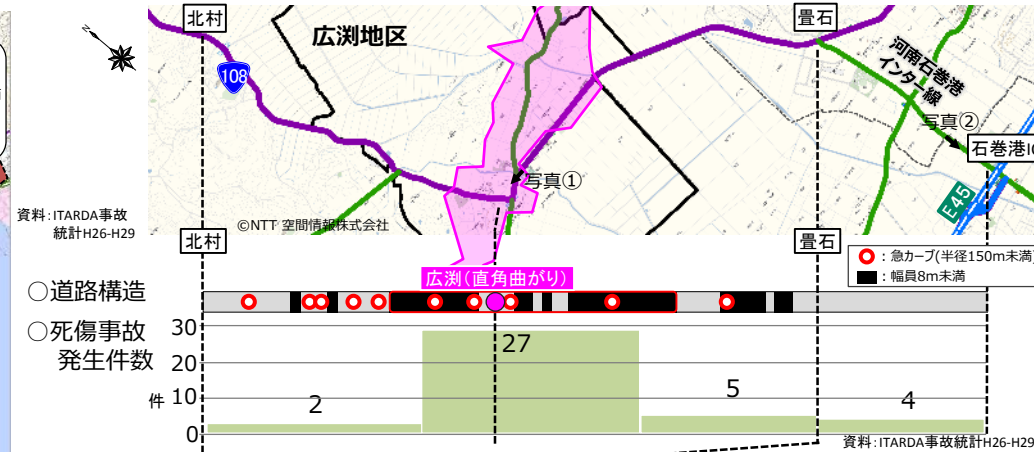 北村
畳石
広渕地区
108
河南石巻港
インター線
写真②
石巻港IC
写真①
E45
資料：ITARDA事故
統計H26-H29
©NTT 空間情報株式会社
北村
畳石
：急カーブ(半径150m未満)
：幅員8m未満
広渕(直角曲がり)
○道路構造
○死傷事故
発生件数
件
30
20
10
0
2
27
5
4
資料：ITARDA事故統計H26-H29